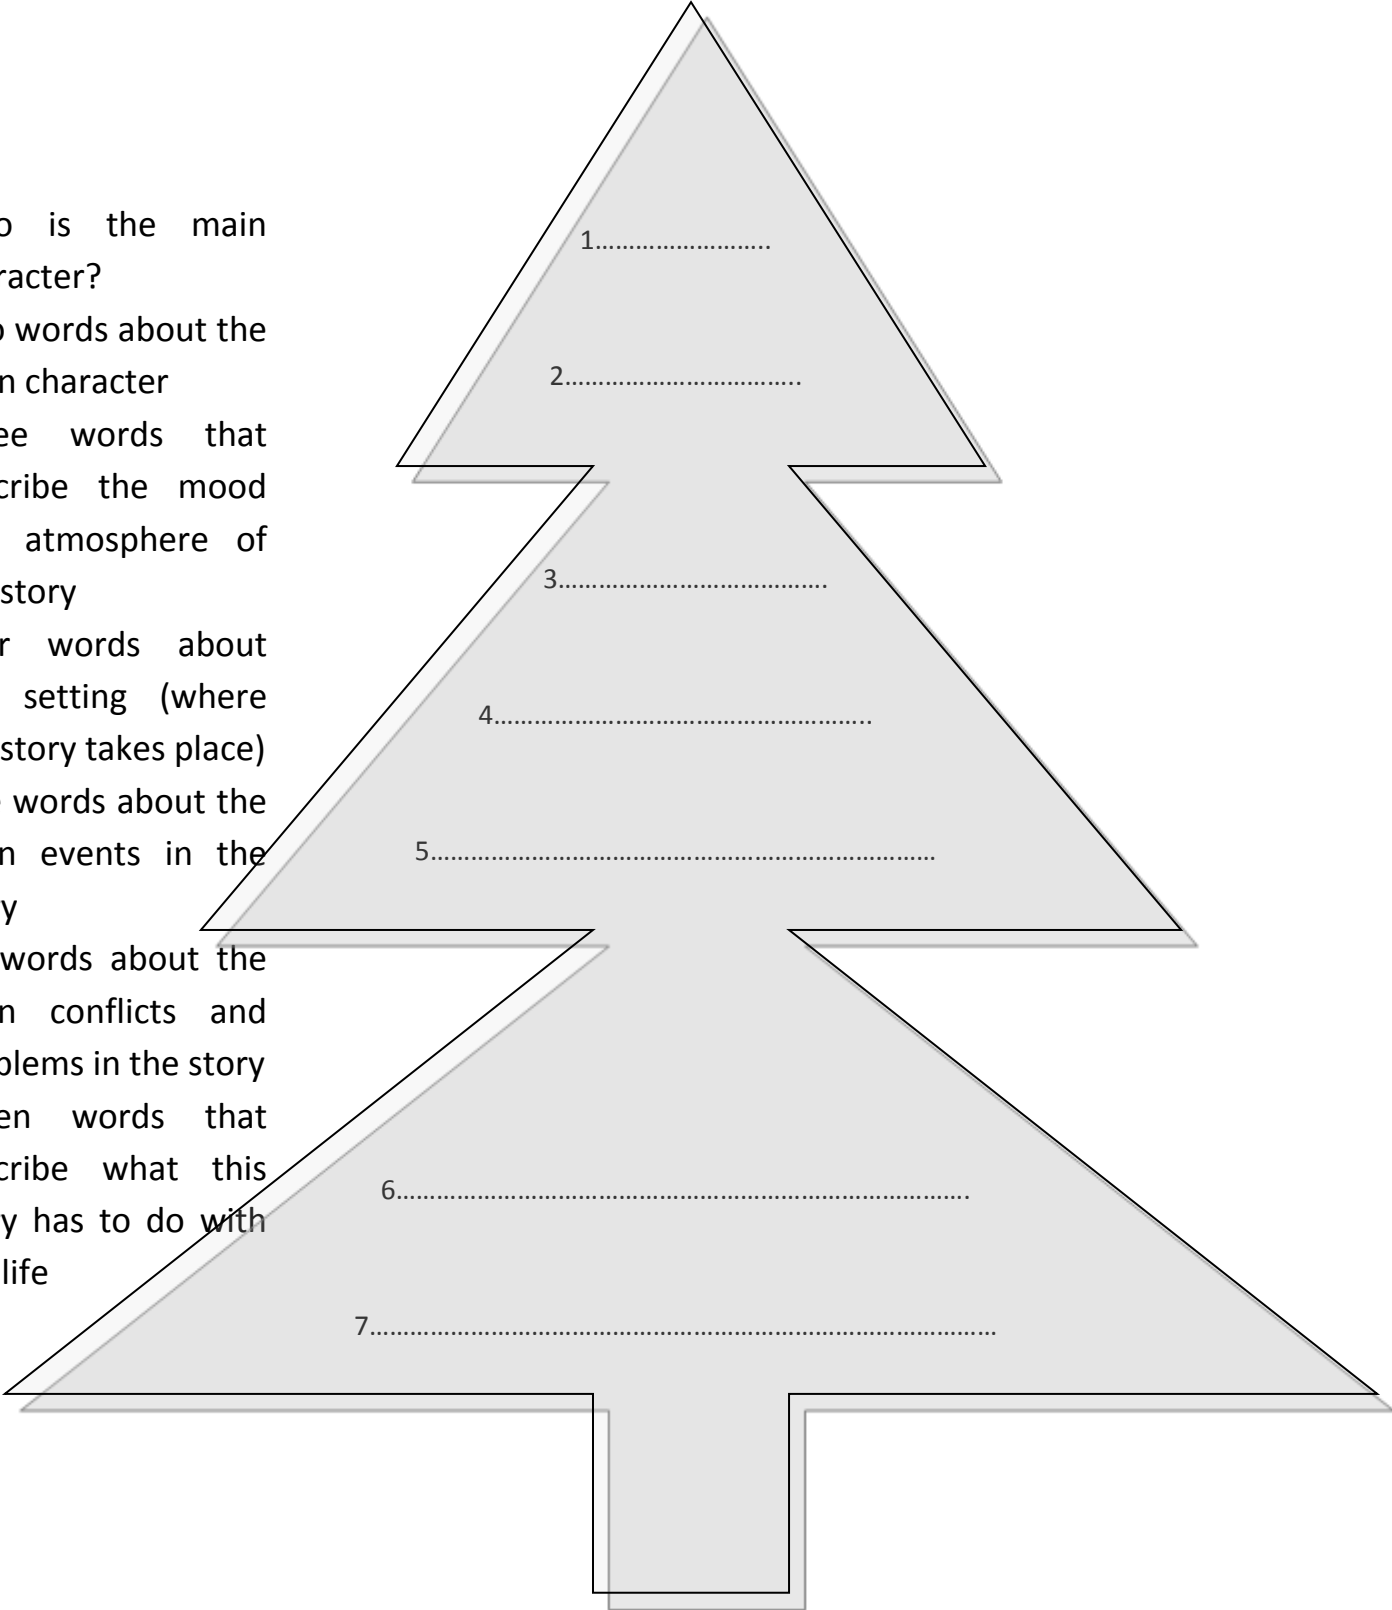 o is the main
racter?
o words about the
n character
ee words that
cribe the mood
atmosphere of
story
r words about
setting (where
story takes place)
e words about the
n events in the
y
words about the
n conflicts and
blems in the story
en words that
cribe what this
y has to do with
life
1……………………..
2……………………………..
3…………………………………..
4………………………………………………..
5…………………………………………………………………
6………………………………………………………………………….
7…………………………………………………………………………………